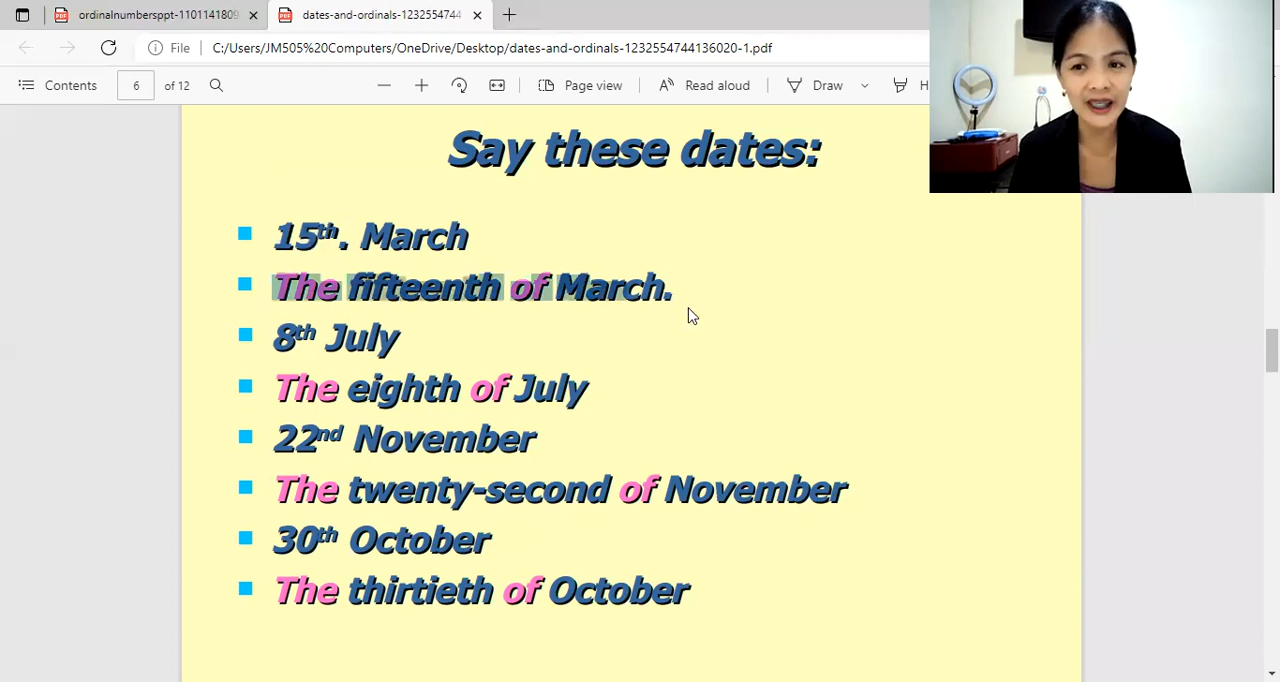 ordinalnumbersppt-1101141809
dates-and-ordinals-1232554744
File C:/Users/JM505%20Computers/OneDrive/Desktop/dates-and-ordinals-1232554744136020-1.pdf
Contents 6 of 12 Page view Read aloud Draw H
Say these dates:
15th. March
The fifteenth of March.
8th July
The eighth of July
22nd November
The twenty-second of November
30th October
The thirtieth of October